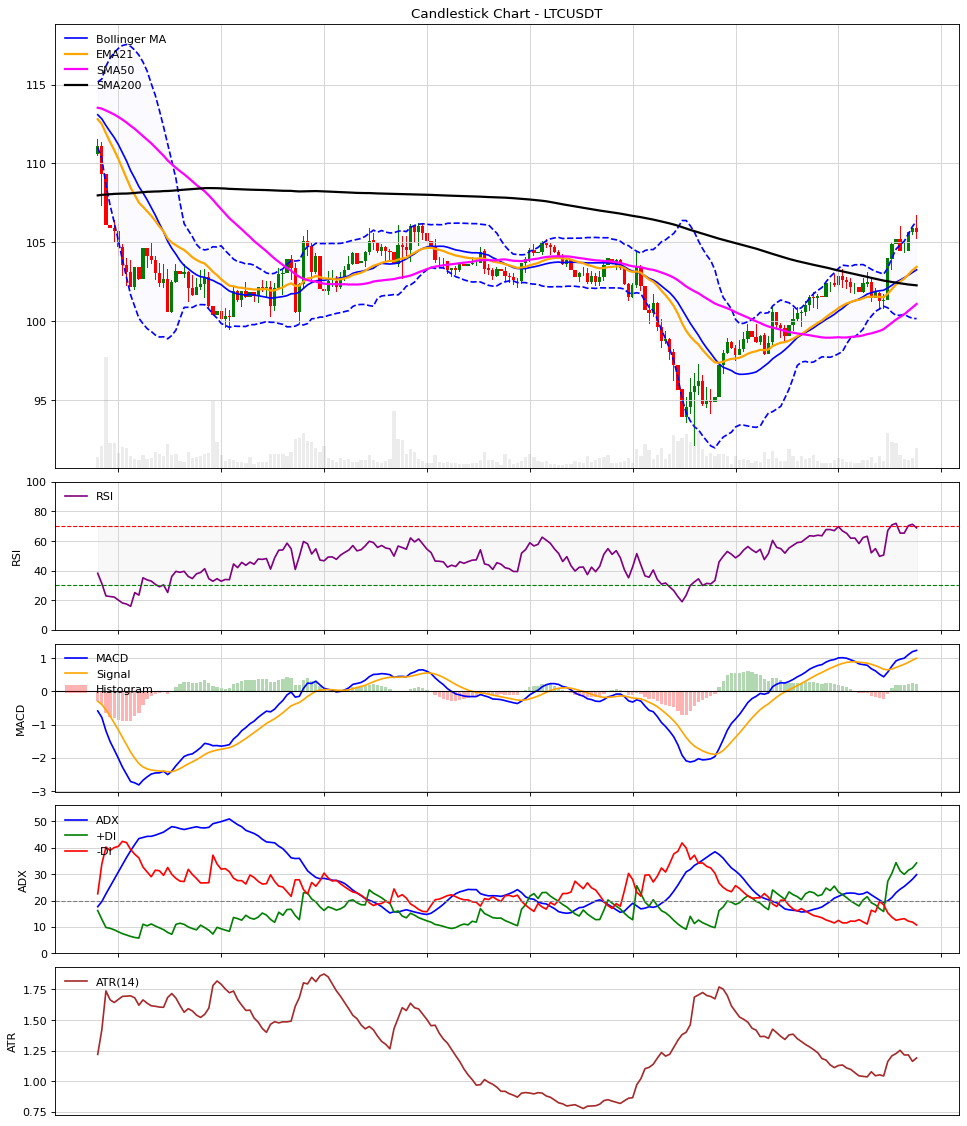 Candlestick Chart - LTCUSDT
Bollinger MA
EMA21
SMA50
SMA200
115
110
105
100
95
RSI
100
80
60
40
20
0
RSI
MACD
Signal
Histogram
1
0
−1
−2
−3
MACD
ADX
+DI
-DI
50
40
30
20
10
0
ADX
ATR(14)
1.75
1.50
1.25
1.00
0.75
ATR